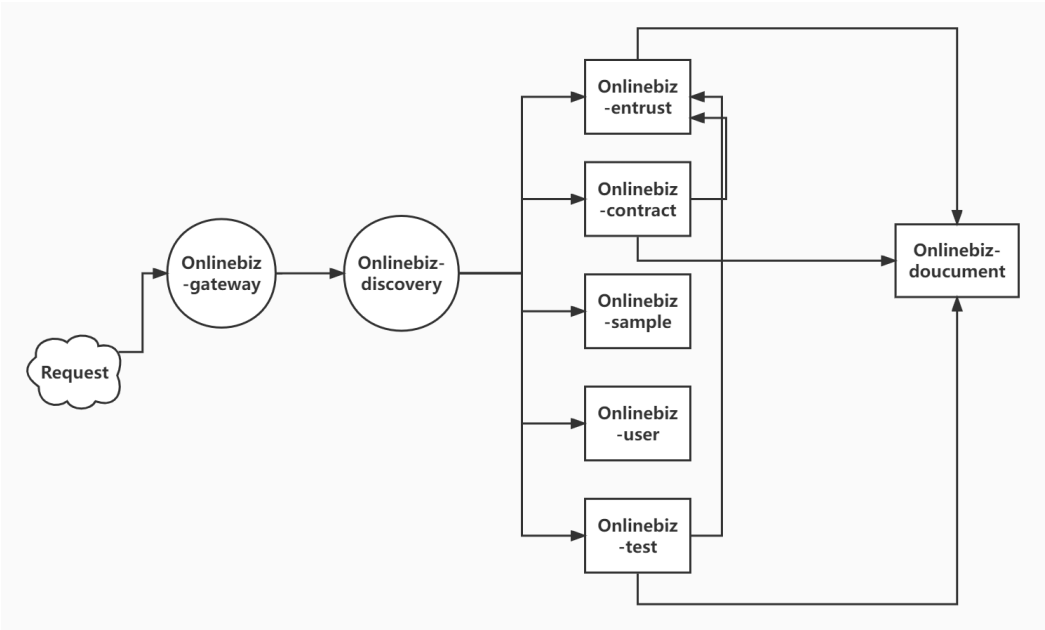 Request
Onlinebiz
-gateway
Onlinebiz-
discovery
Onlinebiz
-entrust
Onlinebiz
-contract
Onlinebiz
-sample
Onlinebiz
-user
Onlinebiz
-test
Onlinebiz-
doucument